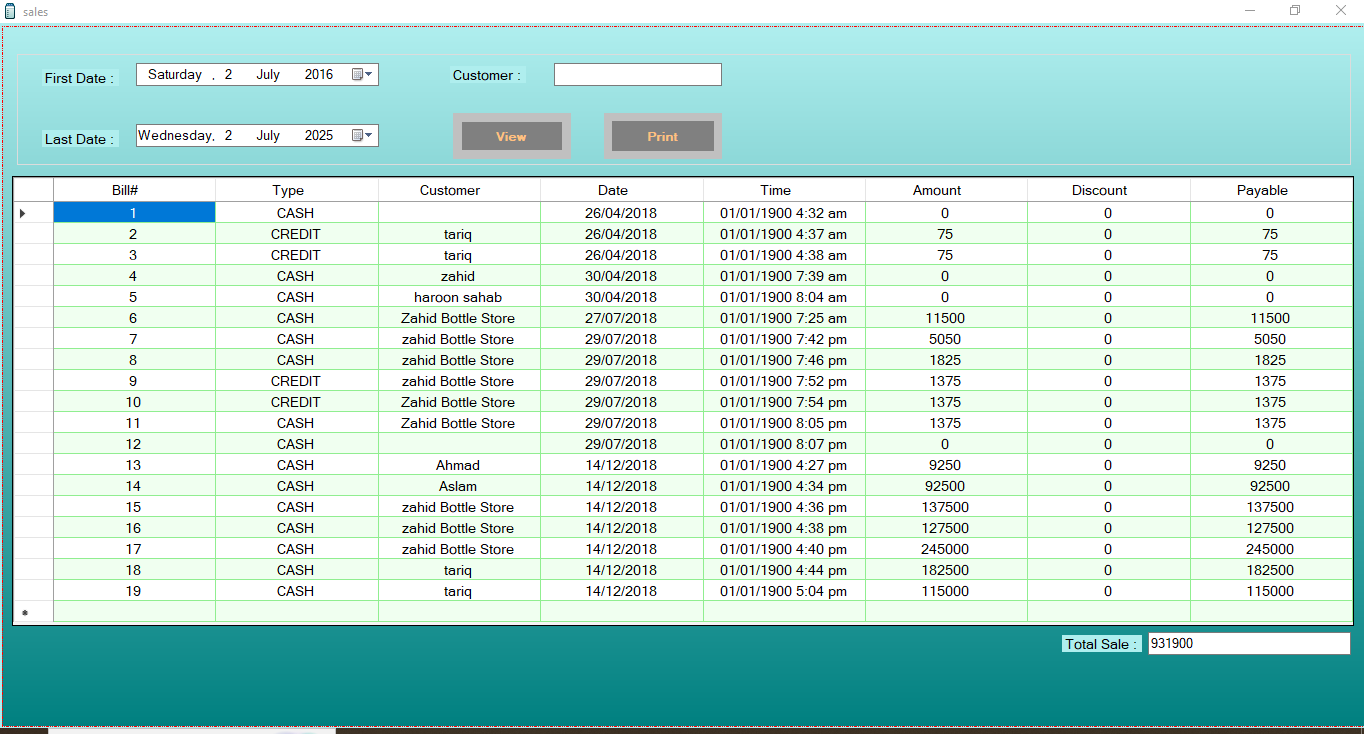 sales
First Date : Saturday , 2 July 2016 Customer :
Last Date : Wednesday, 2 July 2025 View Print
Bill# Type Customer Date Time Amount Discount Payable
1 CASH 26/04/2018 01/01/1900 4:32 am 0 0 0
2 CREDIT tariq 26/04/2018 01/01/1900 4:37 am 75 0 75
3 CREDIT tariq 26/04/2018 01/01/1900 4:38 am 75 0 75
4 CASH zahid 30/04/2018 01/01/1900 7:39 am 0 0 0
5 CASH haroon sahab 30/04/2018 01/01/1900 8:04 am 0 0 0
6 CASH Zahid Bottle Store 27/07/2018 01/01/1900 7:25 am 11500 0 11500
7 CASH zahid Bottle Store 29/07/2018 01/01/1900 7:42 pm 5050 0 5050
8 CASH zahid Bottle Store 29/07/2018 01/01/1900 7:46 pm 1825 0 1825
9 CREDIT zahid Bottle Store 29/07/2018 01/01/1900 7:52 pm 1375 0 1375
10 CREDIT Zahid Bottle Store 29/07/2018 01/01/1900 7:54 pm 1375 0 1375
11 CASH Zahid Bottle Store 29/07/2018 01/01/1900 8:05 pm 1375 0 1375
12 CASH 29/07/2018 01/01/1900 8:07 pm 0 0 0
13 CASH Ahmad 14/12/2018 01/01/1900 4:27 pm 9250 0 9250
14 CASH Aslam 14/12/2018 01/01/1900 4:34 pm 92500 0 92500
15 CASH zahid Bottle Store 14/12/2018 01/01/1900 4:36 pm 137500 0 137500
16 CASH zahid Bottle Store 14/12/2018 01/01/1900 4:38 pm 127500 0 127500
17 CASH zahid Bottle Store 14/12/2018 01/01/1900 4:40 pm 245000 0 245000
18 CASH tariq 14/12/2018 01/01/1900 4:44 pm 182500 0 182500
19 CASH tariq 14/12/2018 01/01/1900 5:04 pm 115000 0 115000
Total Sale : 931900